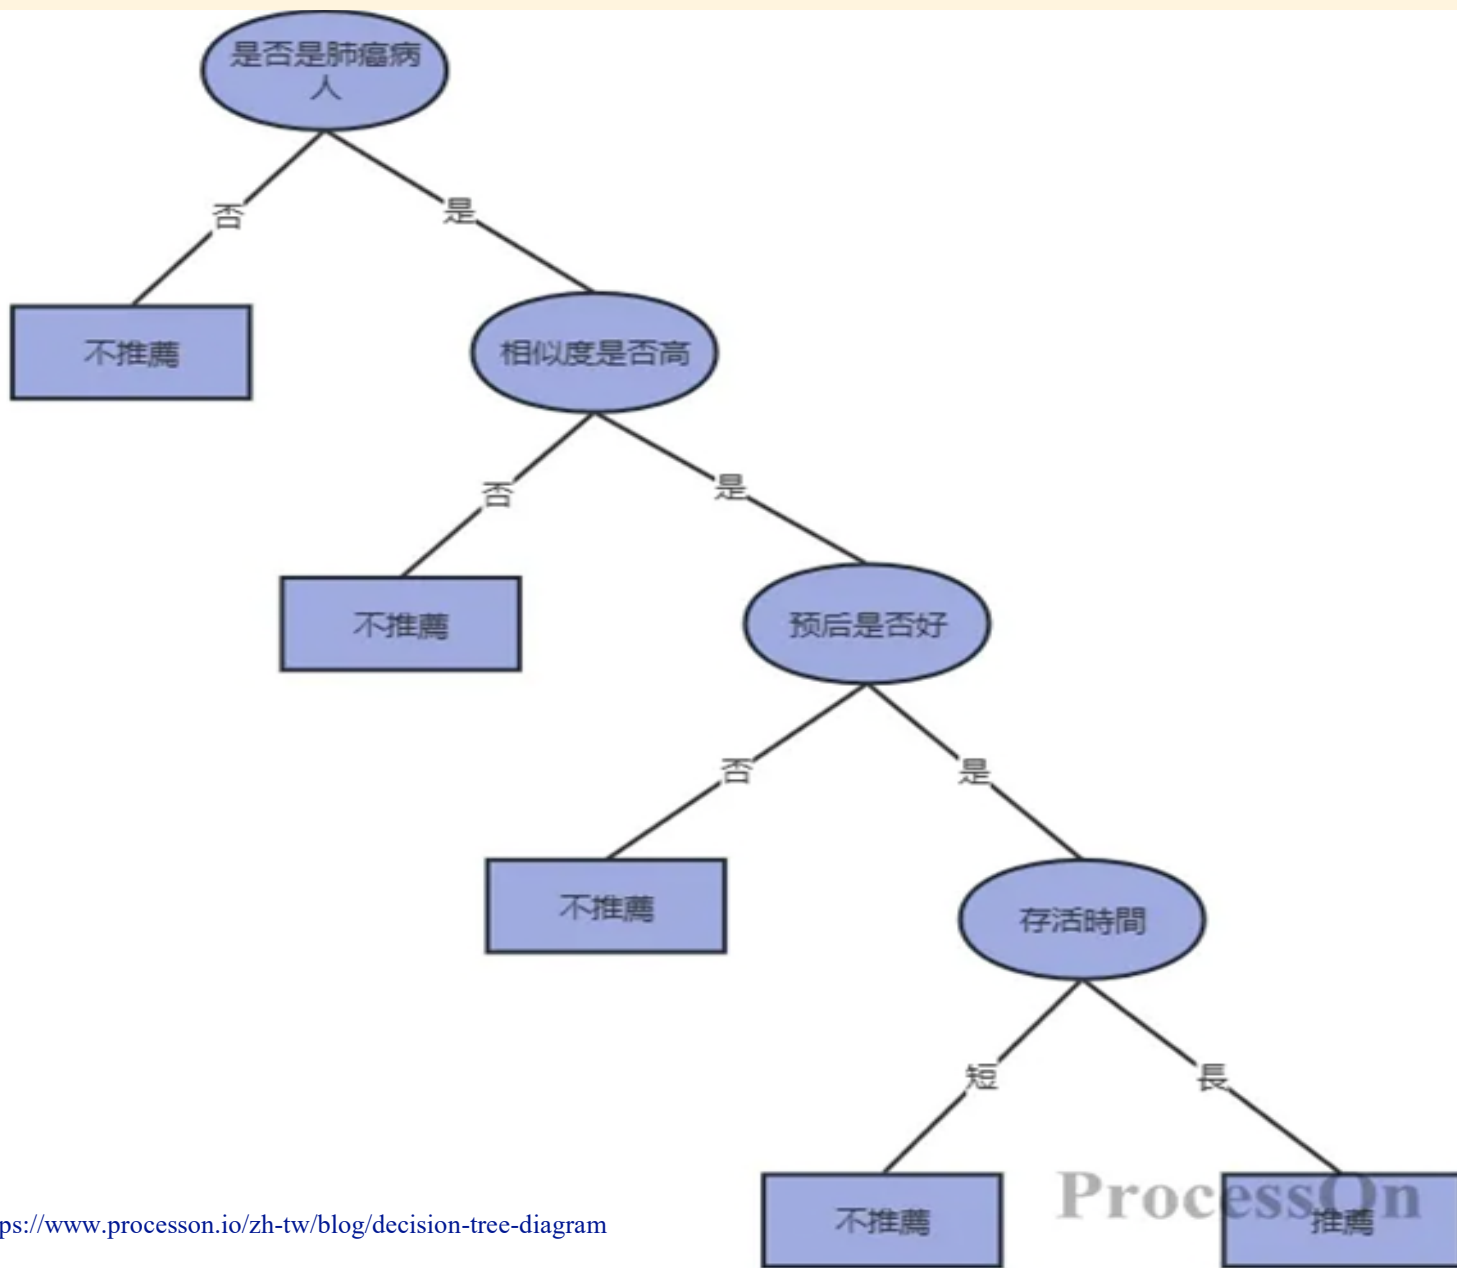 是否是肺癌病
人
否
是
不推薦
相似度是否高
否
是
不推薦
预后是否好
否
是
不推薦
存活時間
短
長
不推薦
推薦
ProcessOn
ps://www.processon.io/zh-tw/blog/decision-tree-diagram